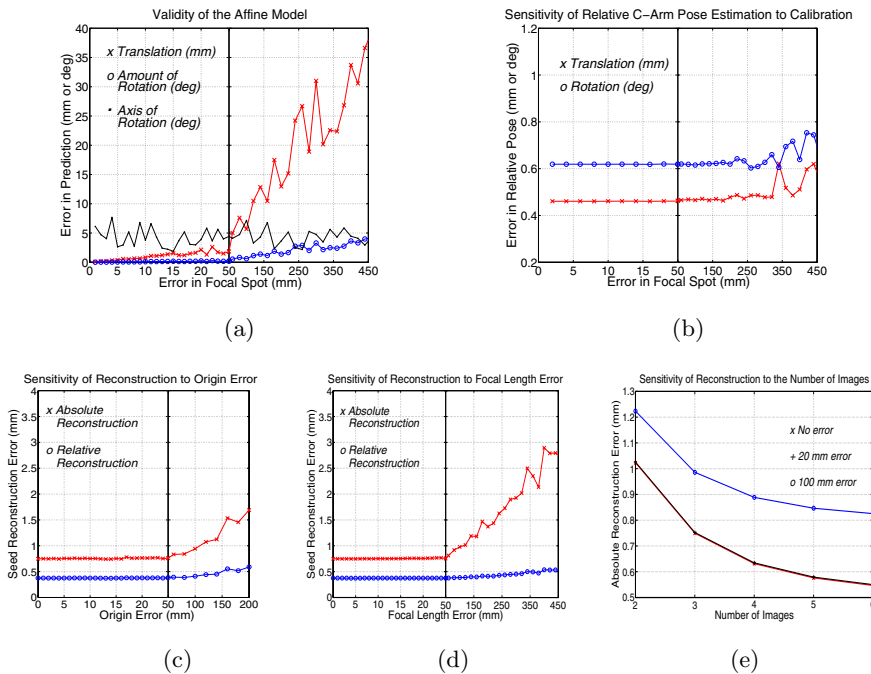 Validity of the Affine Model
40
35
30
25
20
15
10
5
0
Error in Prediction (mm or deg)
x Translation (mm)
o Amount of
Rotation (deg)
· Axis of
Rotation (deg)
0 5 10 15 20 50 150 250 350 450
Error in Focal Spot (mm)
(a)
Sensitivity of Relative C-Arm Pose Estimation to Calibration
1.2
1
0.8
0.6
0.4
0.2
Error in Relative Pose (mm or deg)
x Translation (mm)
o Rotation (deg)
0 5 10 15 20 50 150 250 350 450
Error in Focal Spot (mm)
(b)
Sensitivity of Reconstruction to Origin Error
4
3.5
3
2.5
2
1.5
1
0.5
0
Seed Reconstruction Error (mm)
x Absolute
Reconstruction
o Relative
Reconstruction
0 5 10 15 20 50 100 150 200
Origin Error (mm)
(c)
Sensitivity of Reconstruction to Focal Length Error
4
3.5
3
2.5
2
1.5
1
0.5
0
Seed Reconstruction Error (mm)
x Absolute
Reconstruction
o Relative
Reconstruction
0 5 10 15 20 50 150 250 350 450
Focal Length Error (mm)
(d)
Sensitivity of Reconstruction to the Number of Images
1.3
1.2
1.1
1
0.9
0.8
0.7
0.6
0.5
Absolute Reconstruction Error (mm)
x No error
+ 20 mm error
o 100 mm error
2 3 4 5
Number of Images
(e)